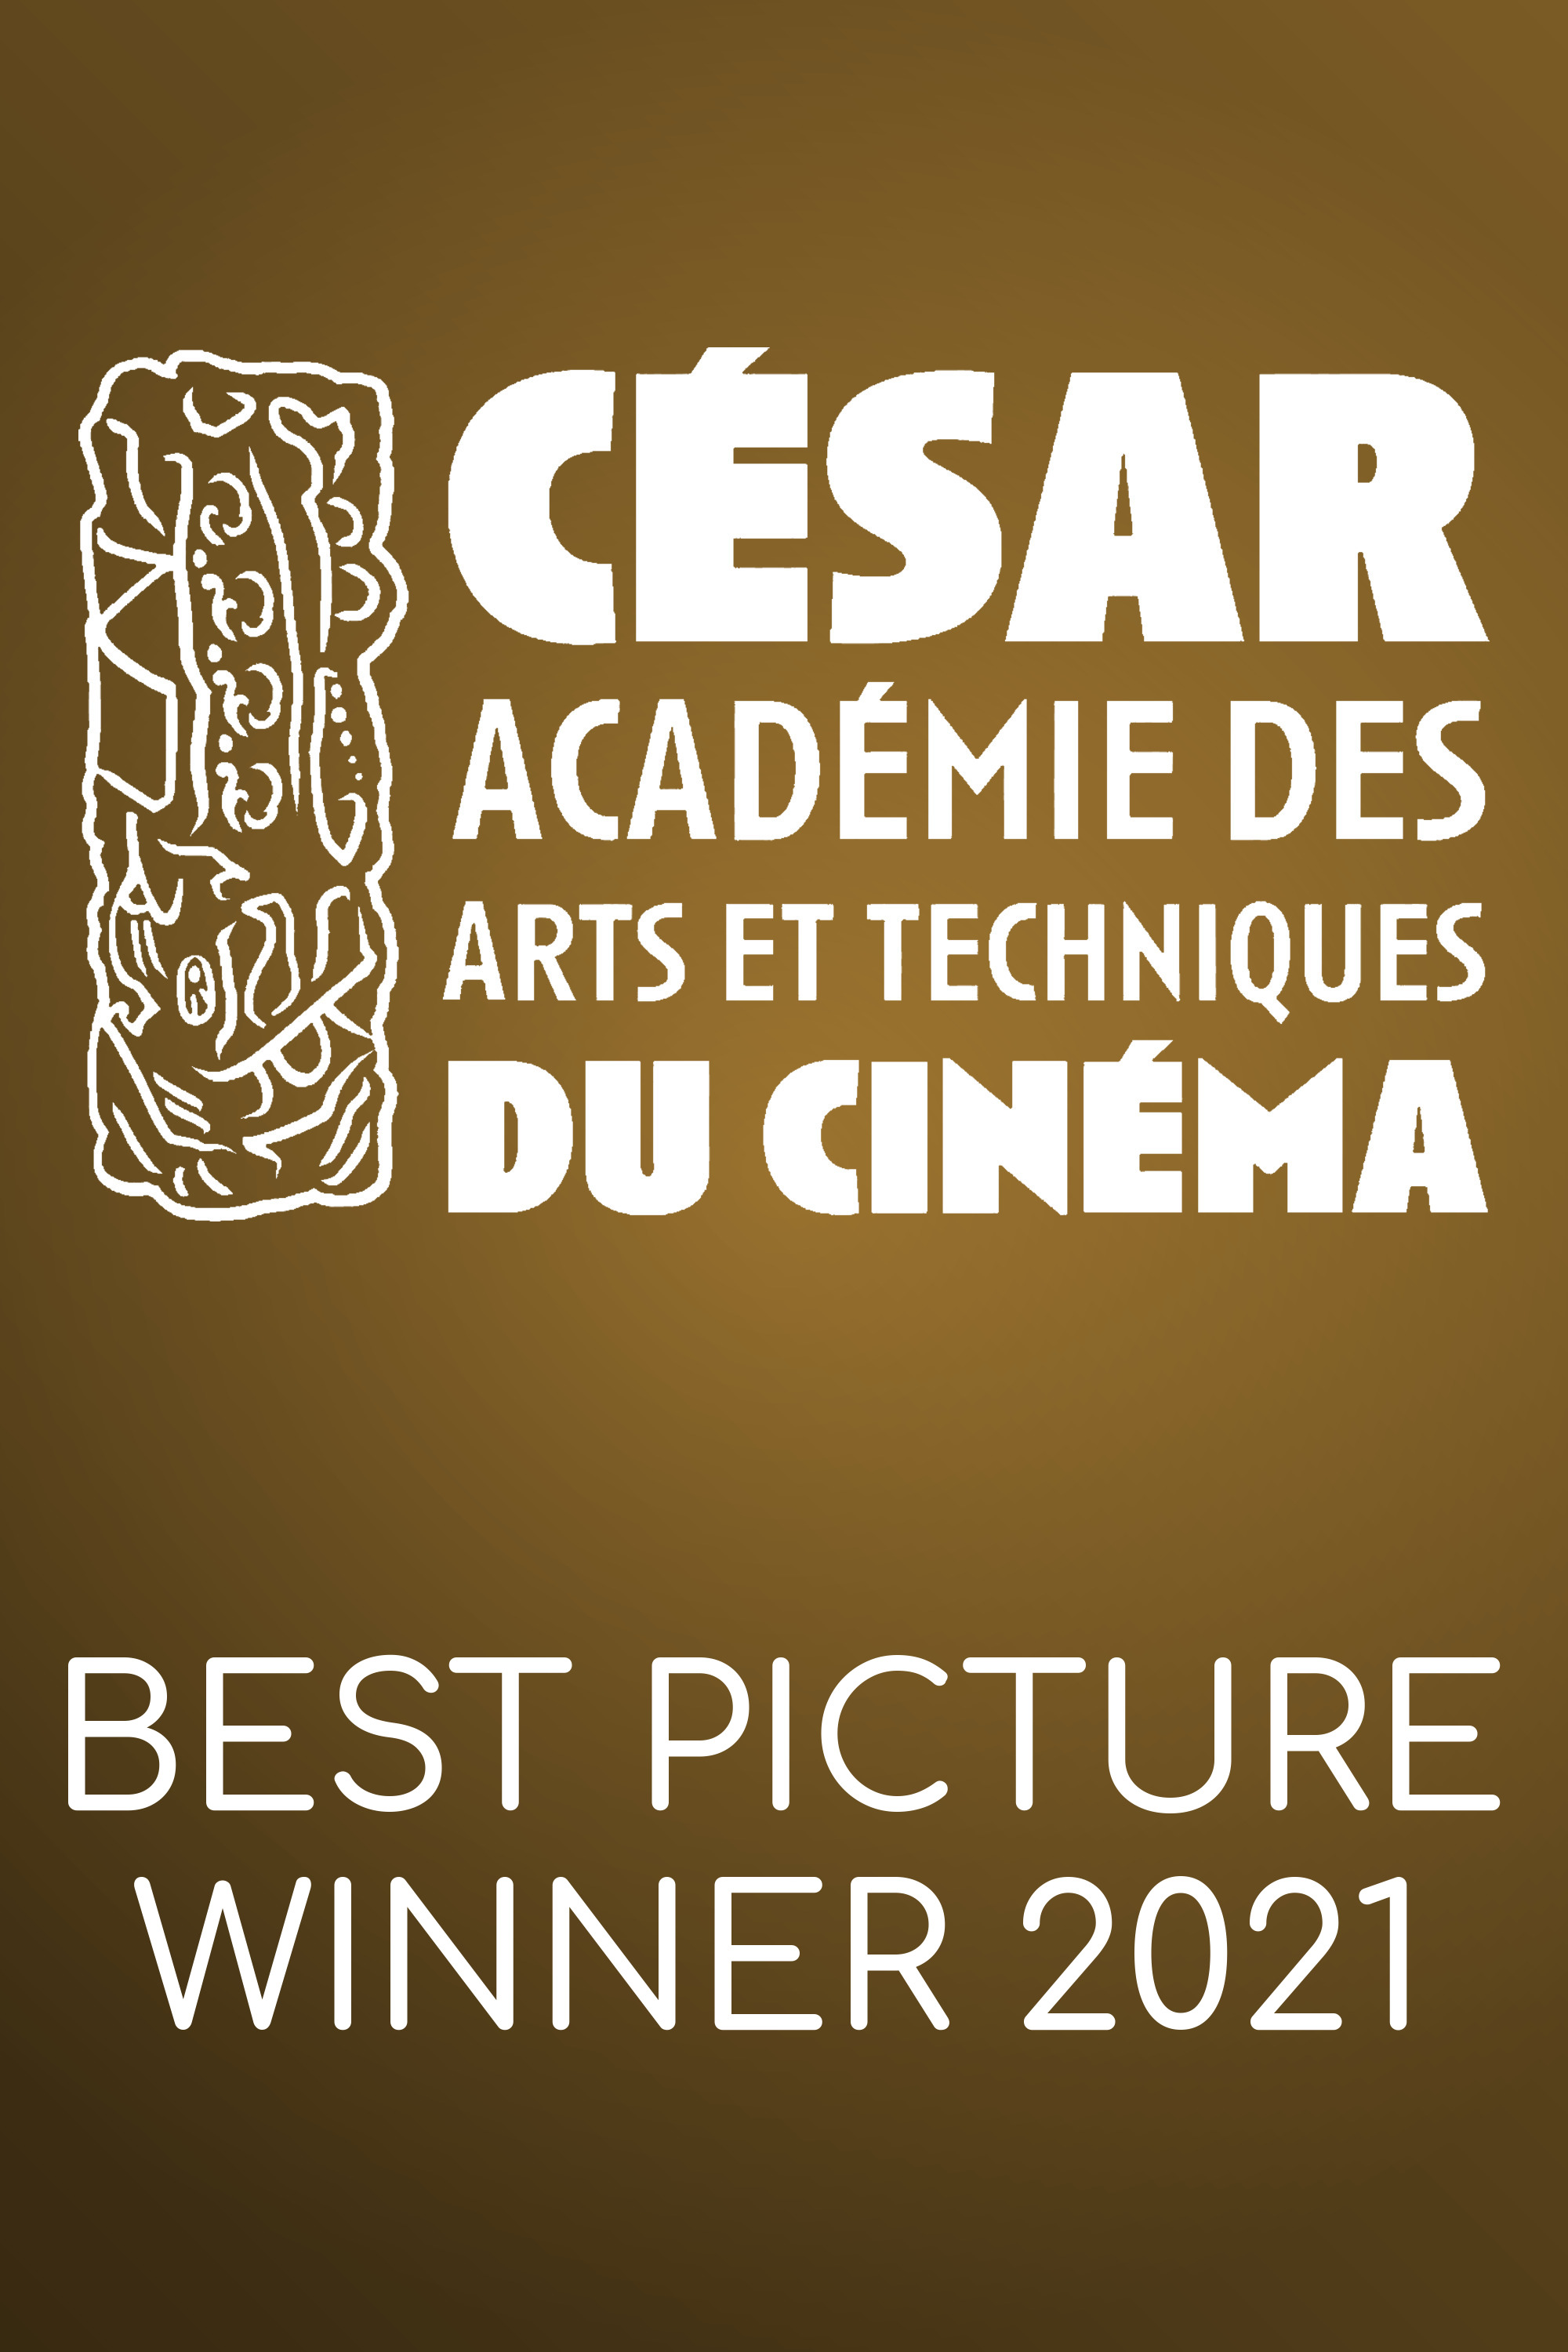 CÉSAR
ACADÉMIE DES
ARTS ET TECHNIQUES
DU CINÉMA
BEST PICTURE
WINNER 2021